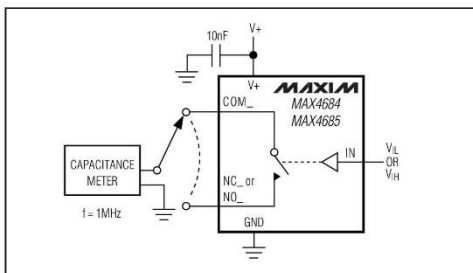 10nF
V+
V+
MAXIM
MAX4684
MAX4685
COM_
IN
VIL
OR
VIH
CAPACITANCE
METER
f = 1MHz
NC_ or
NO_
GND